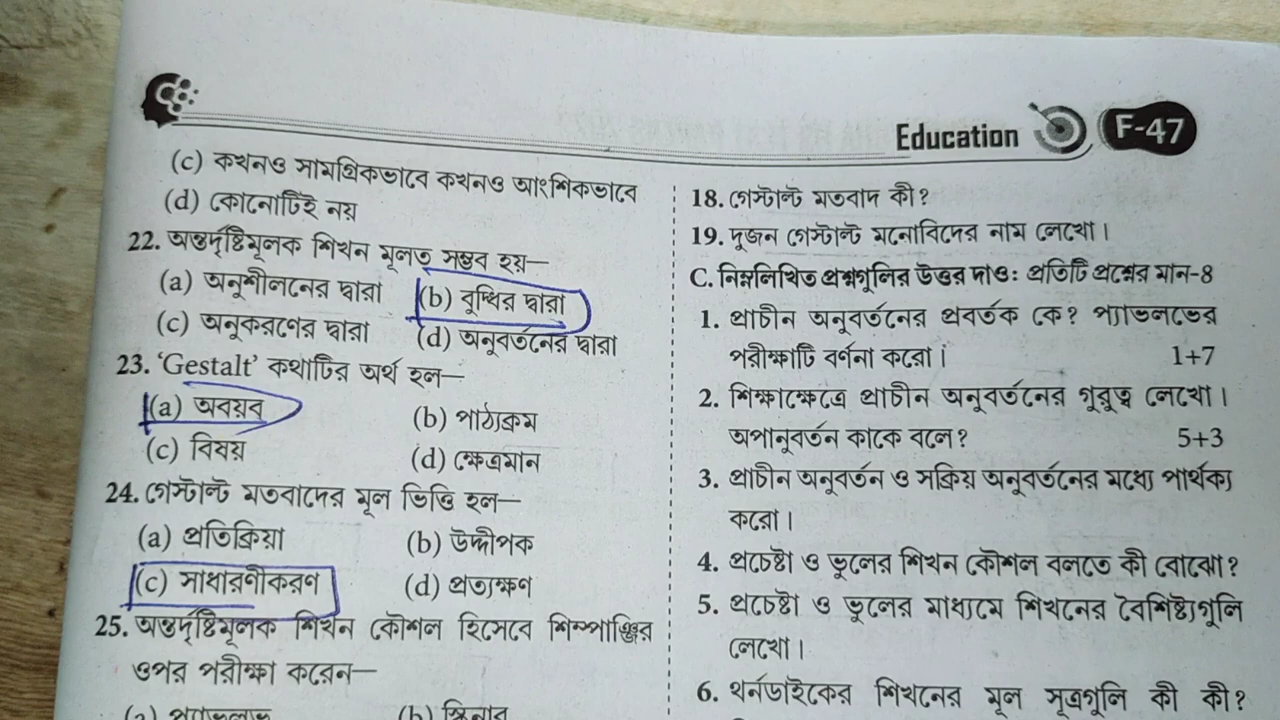 Education
F-47
(c) কখনও সামগ্রিকভাবে কখনও আংশিকভাবে
(d) কোনোটিই নয়
22. অন্তর্দৃষ্টিমূলক শিখন মূলত সম্ভব হয়—
(a) অনুশীলনের দ্বারা (b) বুদ্ধির দ্বারা
(c) অনুকরণের দ্বারা (d) অনুবর্তনের দ্বারা
23. ‘Gestalt’ কথাটির অর্থ হল—
(a) অবয়ব (b) পাঠ্যক্রম
(c) বিষয় (d) ক্ষেত্রমান
24. গেস্টাল্ট মতবাদের মূল ভিত্তি হল—
(a) প্রতিক্রিয়া (b) উদ্দীপক
(c) সাধারণীকরণ (d) প্রত্যক্ষণ
25. অন্তর্দৃষ্টিমূলক শিখন কৌশল হিসেবে শিম্পাঞ্জির
ওপর পরীক্ষা করেন—
(a) প্যাভলভ (b) স্কিনার
18. গেস্টাল্ট মতবাদ কী?
19. দুজন গেস্টাল্ট মনোবিদের নাম লেখো।
C. নিম্নলিখিত প্রশ্নগুলির উত্তর দাও: প্রতিটি প্রশ্নের মান-8
1. প্রাচীন অনুবর্তনের প্রবর্তক কে? প্যাভলভের
পরীক্ষাটি বর্ণনা করো। 1+7
2. শিক্ষাক্ষেত্রে প্রাচীন অনুবর্তনের গুরুত্ব লেখো।
অপানুবর্তন কাকে বলে? 5+3
3. প্রাচীন অনুবর্তন ও সক্রিয় অনুবর্তনের মধ্যে পার্থক্য
করো।
4. প্রচেষ্টা ও ভুলের শিখন কৌশল বলতে কী বোঝো?
5. প্রচেষ্টা ও ভুলের মাধ্যমে শিখনের বৈশিষ্ট্যগুলি
লেখো।
6. থর্নডাইকের শিখনের মূল সূত্রগুলি কী কী?